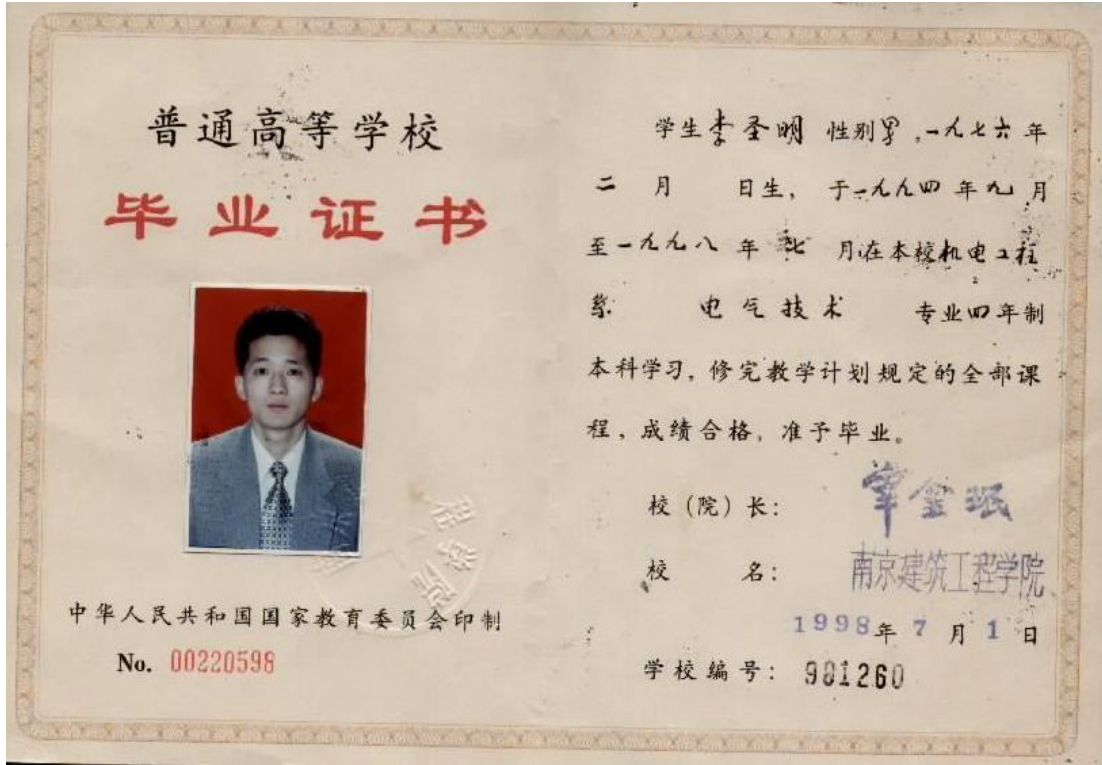 普通高等学校
毕业证书
中华人民共和国国家教育委员会印制
No. 00220598
学生李圣明 性别男，一九七六年
二 月 日生，于一九九四年九月
至一九九八年七月在本校机电工程
系 电气技术 专业四年制
本科学习，修完教学计划规定的全部课
程，成绩合格，准予毕业。
校（院）长：
校 名：南京建筑工程学院
1998年7月1日
学校编号：981260